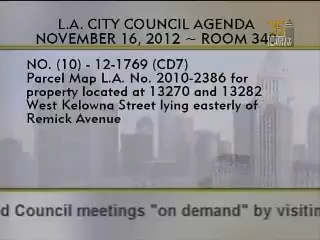 L.A. CITY COUNCIL AGENDA
NOVEMBER 16, 2012 ~ ROOM 340
NO. (10) - 12-1769 (CD7)
Parcel Map L.A. No. 2010-2386 for
property located at 13270 and 13282
West Kelowna Street lying easterly of
Remick Avenue
d Council meetings "on demand" by visitin